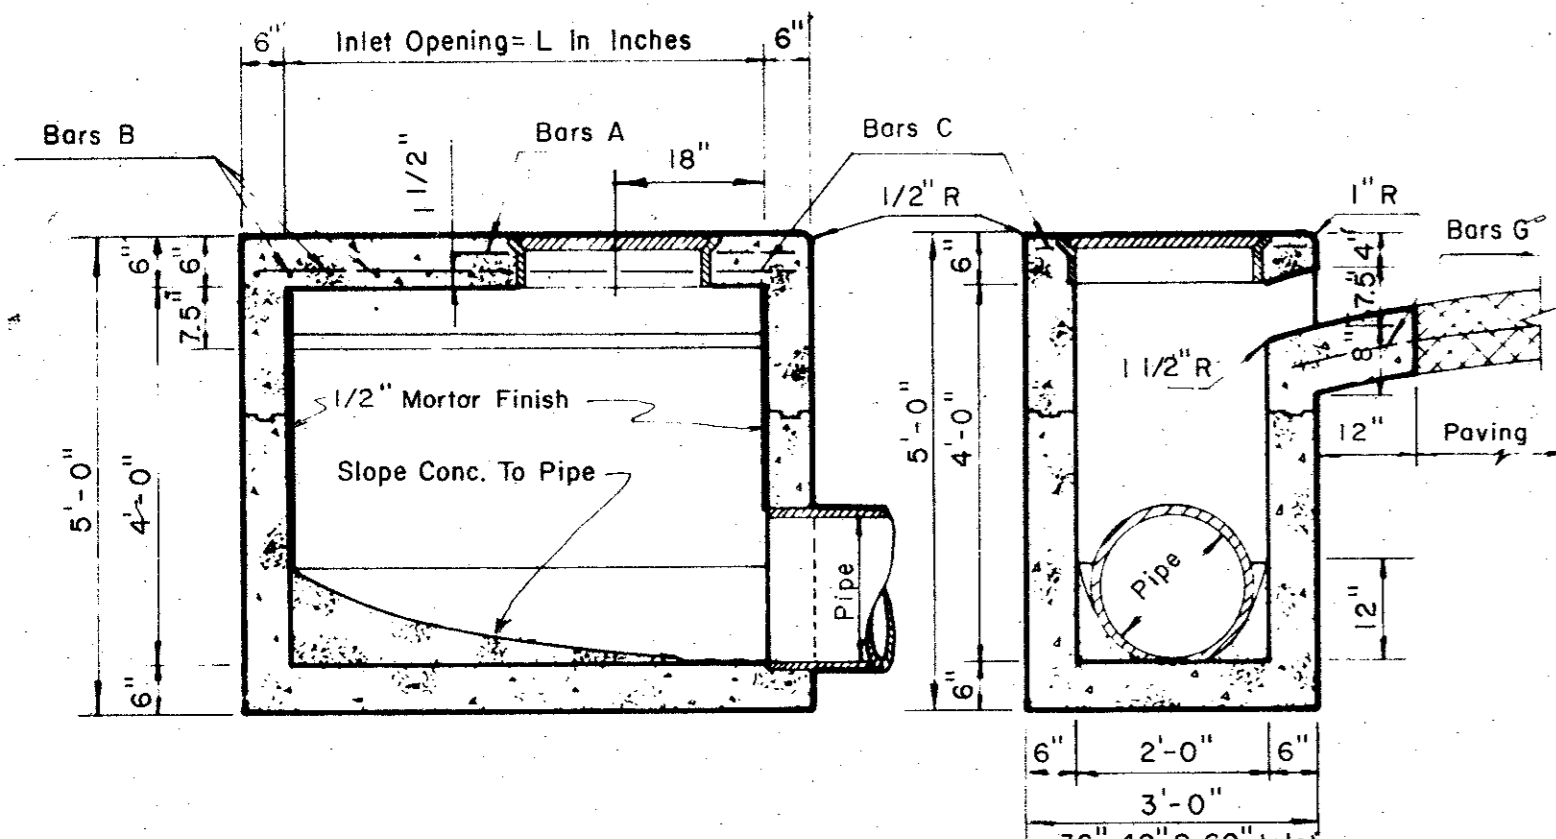 6"
Inlet Opening= L in Inches
6"
Bars B
Bars A
Bars C
1 1/2"
18"
1/2" R
1" R
Bars G
6"
6"
7.5"
6"
4"
7.5"
8"
1 1/2" R
1/2" Mortar Finish
Slope Conc. To Pipe
5'-0"
4'-0"
5'-0"
4'-0"
12"
Paving
Pipe
Pipe
12"
6"
6"
6"
2'-0"
6"
3'-0"